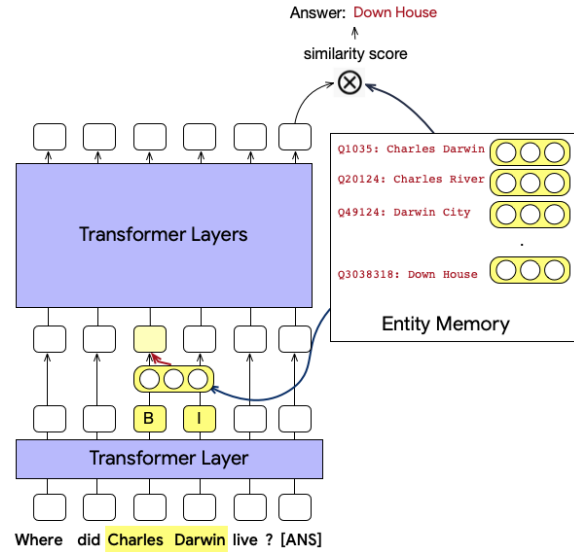 Answer: Down House
similarity score
Q1035: Charles Darwin
Q20124: Charles River
Q49124: Darwin City
.
Q3038318: Down House
Entity Memory
Transformer Layers
B I
Transformer Layer
Where did Charles Darwin live ? [ANS]